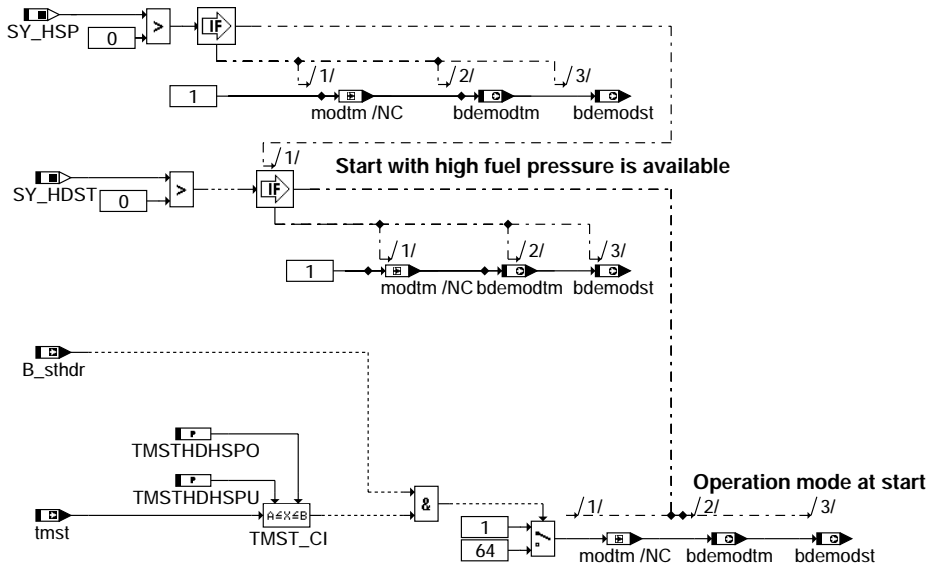 SY_HSP
0
>
IF
1/
2/
3/
1
modtm /NC
bdemodtm
bdemodst
1/
Start with high fuel pressure is available
SY_HDST
0
>
IF
1/
2/
3/
1
modtm /NC
bdemodtm
bdemodst
B_sthdr
P
TMSTHDHSPO
P
TMSTHDHSPU
A≤X≤B
TMST_CI
tmst
&
Operation mode at start
1/
2/
3/
1
64
modtm /NC
bdemodtm
bdemodst